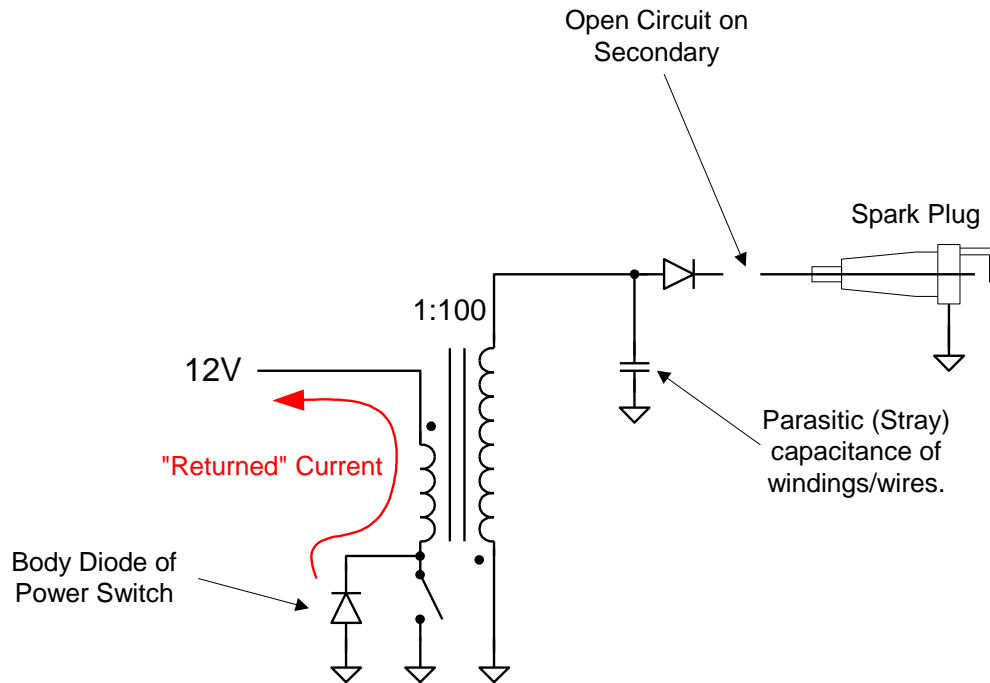 Open Circuit on
Secondary
Spark Plug
1:100
12V
"Returned" Current
Parasitic (Stray)
capacitance of
windings/wires.
Body Diode of
Power Switch